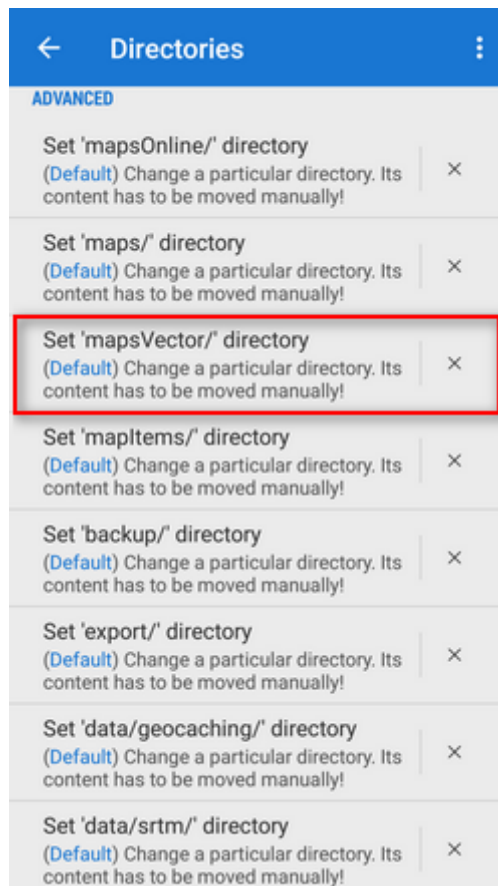 Directories
ADVANCED
Set 'mapsOnline/' directory
(Default) Change a particular directory. Its
content has to be moved manually!
Set 'maps/' directory
(Default) Change a particular directory. Its
content has to be moved manually!
Set 'mapsVector/' directory
(Default) Change a particular directory. Its
content has to be moved manually!
Set 'mapItems/' directory
(Default) Change a particular directory. Its
content has to be moved manually!
Set 'backup/' directory
(Default) Change a particular directory. Its
content has to be moved manually!
Set 'export/' directory
(Default) Change a particular directory. Its
content has to be moved manually!
Set 'data/geocaching/' directory
(Default) Change a particular directory. Its
content has to be moved manually!
Set 'data/srtm/' directory
(Default) Change a particular directory. Its
content has to be moved manually!